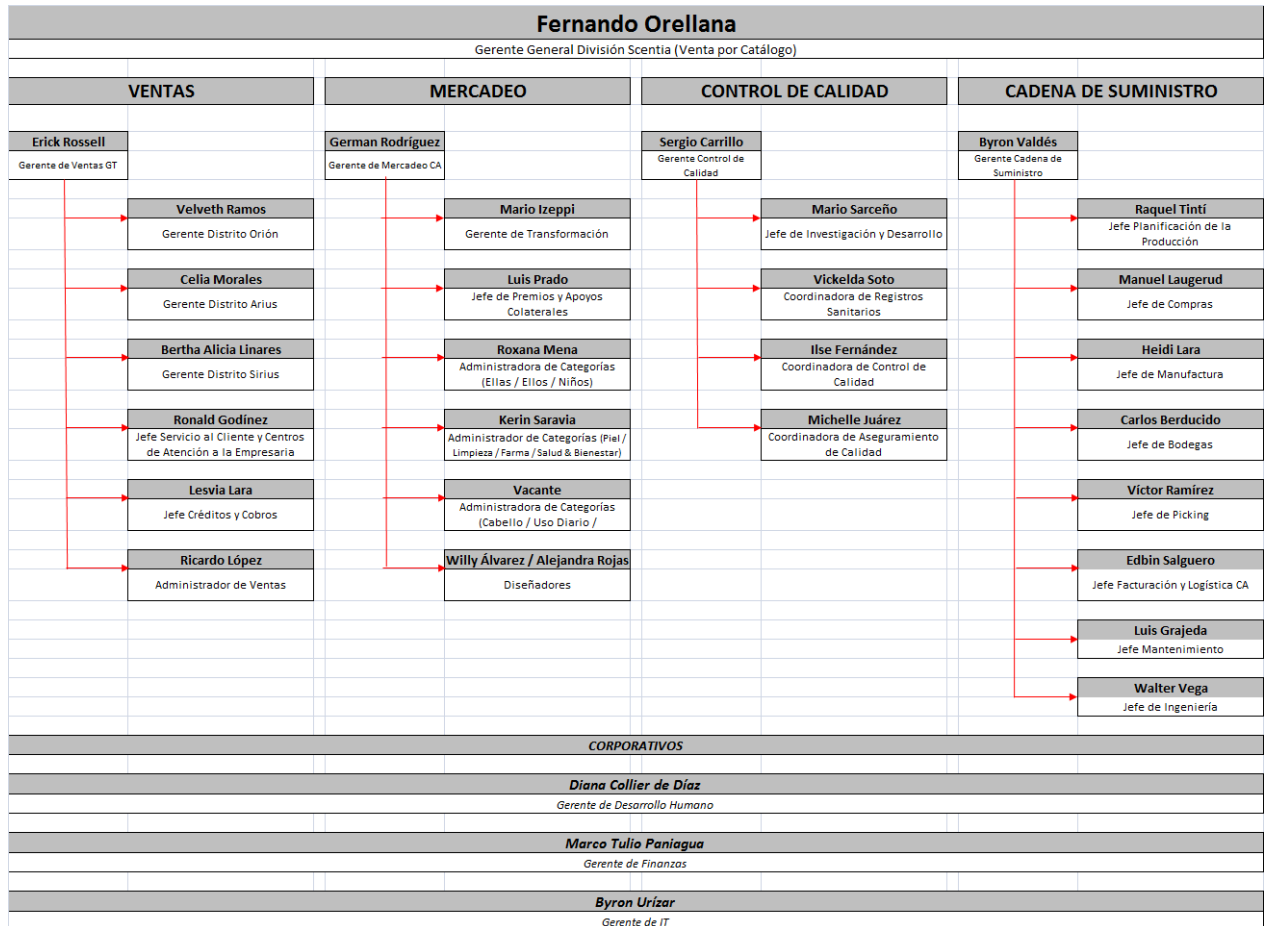 Fernando Orellana
Gerente General División Scentia (Venta por Catálogo)
VENTAS
Erick Rossell
Gerente de Ventas GT
Velveth Ramos
Gerente Distrito Orión
Celia Morales
Gerente Distrito Arius
Bertha Alicia Linares
Gerente Distrito Sirius
Ronald Godínez
Jefe Servicio al Cliente y Centros
de Atención a la Empresaria
Lesvia Lara
Jefe Créditos y Cobros
Ricardo López
Administrador de Ventas
MERCADEO
German Rodríguez
Gerente de Mercadeo CA
Mario Izeppi
Gerente de Transformación
Luis Prado
Jefe de Premios y Apoyos
Colaterales
Roxana Mena
Administradora de Categorías
(Ellas / Ellos / Niños)
Kerin Saravia
Administrador de Categorías (Piel /
Limpieza / Farma / Salud & Bienestar)
Vacante
Administradora de Categorías
(Cabello / Uso Diario /
Willy Álvarez / Alejandra Rojas
Diseñadores
CONTROL DE CALIDAD
Sergio Carrillo
Gerente Control de
Calidad
Mario Sarceño
Jefe de Investigación y Desarrollo
Vickelda Soto
Coordinadora de Registros
Sanitarios
Ilse Fernández
Coordinadora de Control de
Calidad
Michelle Juárez
Coordinadora de Aseguramiento
de Calidad
CADENA DE SUMINISTRO
Byron Valdés
Gerente Cadena de
Suministro
Raquel Tintí
Jefe Planificación de la
Producción
Manuel Laugerud
Jefe de Compras
Heidi Lara
Jefe de Manufactura
Carlos Berducido
Jefe de Bodegas
Víctor Ramírez
Jefe de Picking
Edbin Salguero
Jefe Facturación y Logística CA
Luis Grajeda
Jefe Mantenimiento
Walter Vega
Jefe de Ingeniería
CORPORATIVOS
Diana Collier de Díaz
Gerente de Desarrollo Humano
Marco Tulio Paniagua
Gerente de Finanzas
Byron Urízar
Gerente de IT